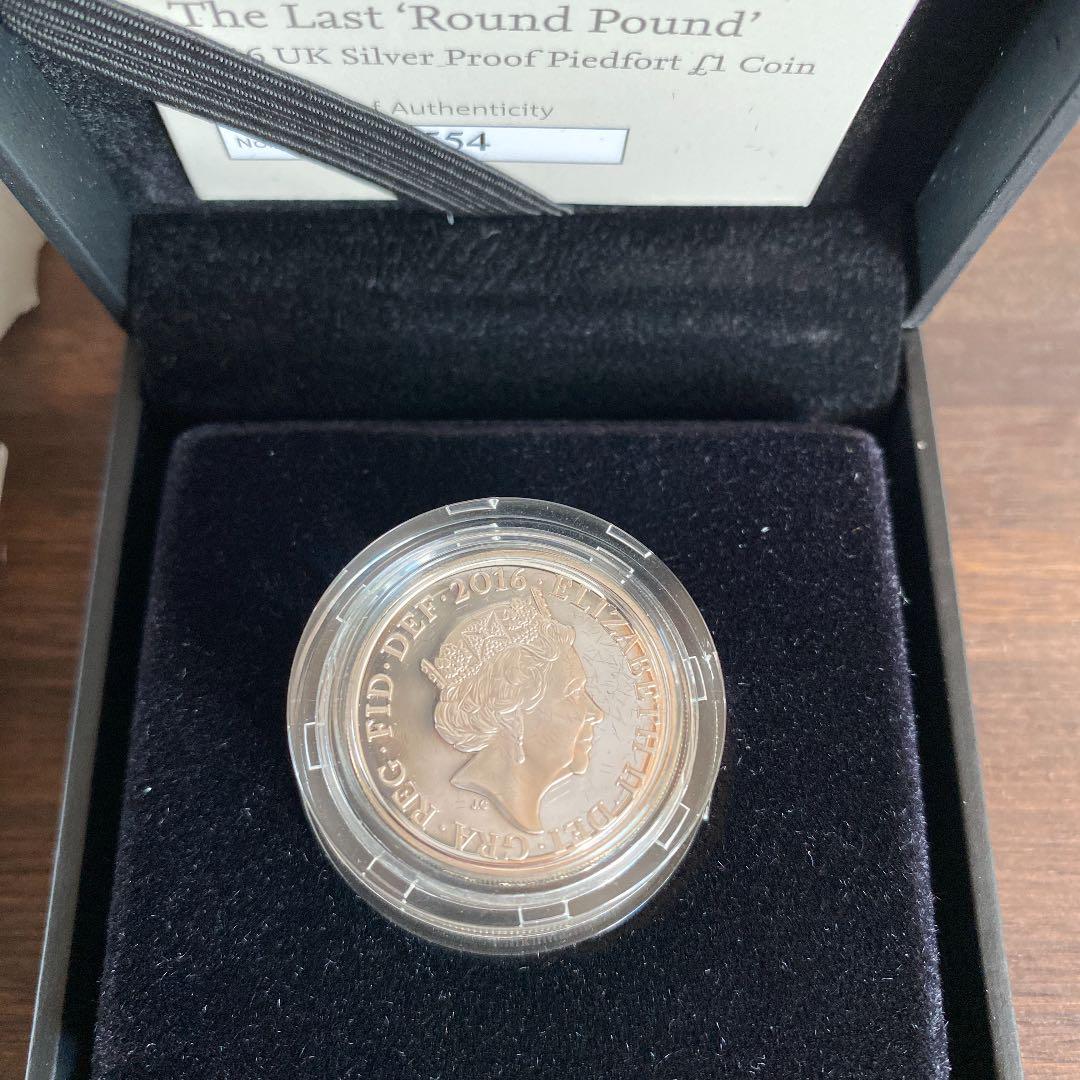 The Last ‘Round Pound’
6 UK Silver Proof Piedfort £1 Coin
f Authenticity
No. 554
ELIZABETH·II·DEI·GRA·REG·FID·DEF·2016·
J.C